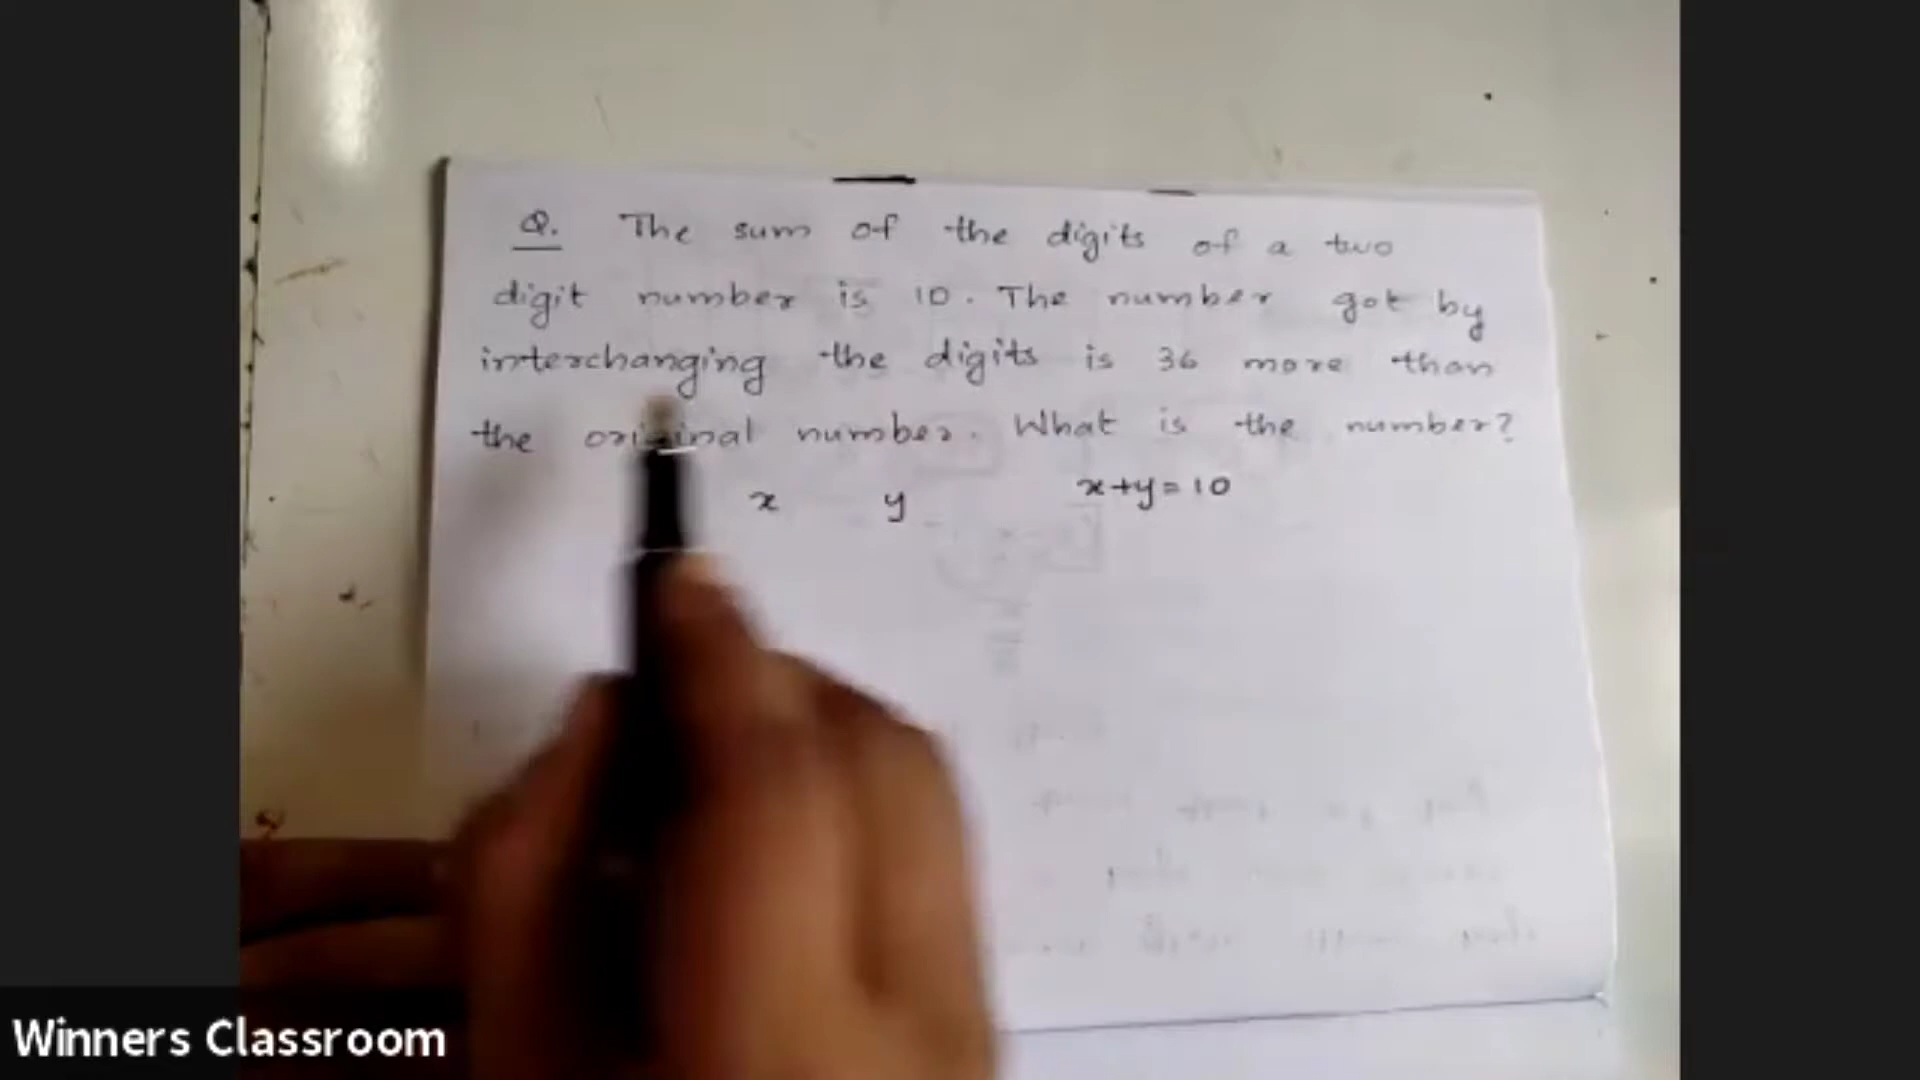 Q. The sum of the digits of a two
digit number is 10. The number got by
interchanging the digits is 36 more than
the original number. What is the number?
x y x+y=10
Winners Classroom